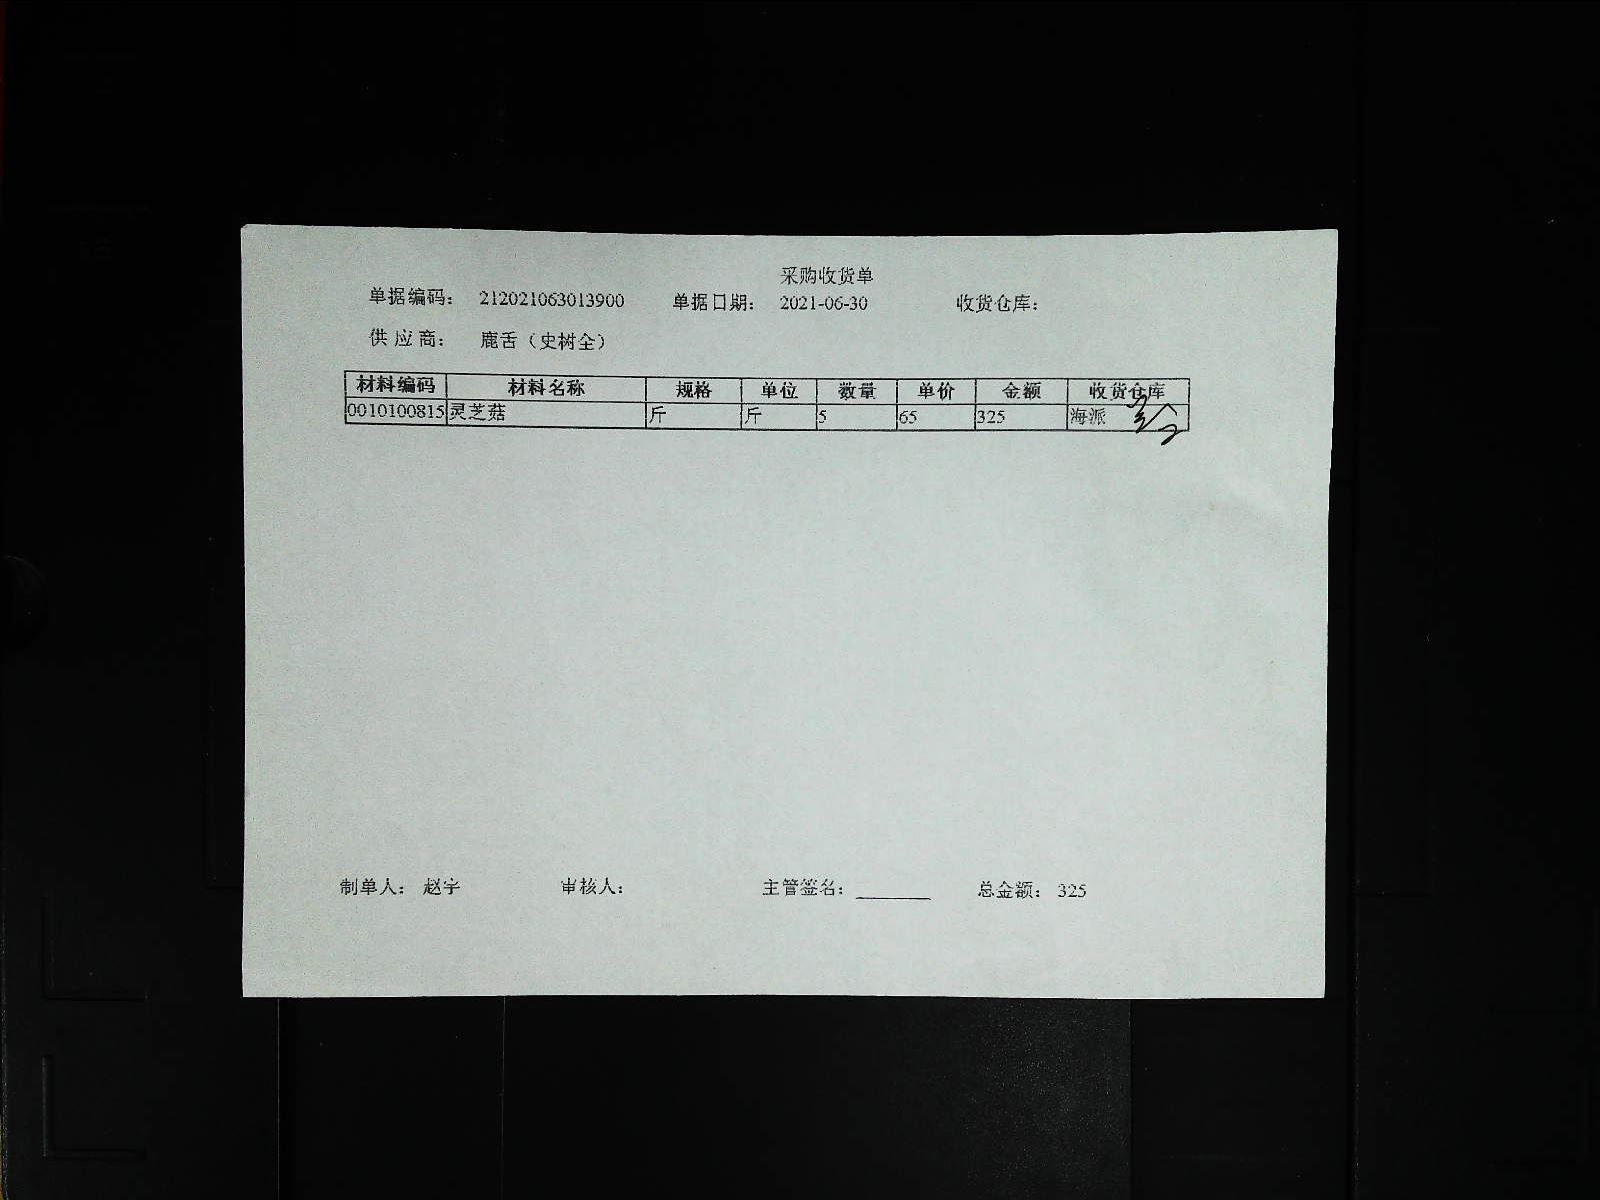 采购收货单
单据编码： 212021063013900 单据日期： 2021-06-30 收货仓库：
供 应 商： 鹿舌（史树全）
材料编码 材料名称 规格 单位 数量 单价 金额 收货仓库
0010100815 灵芝菇 斤 斤 5 65 325 海派
制单人： 赵宇 审核人： 主管签名： 总金额： 325